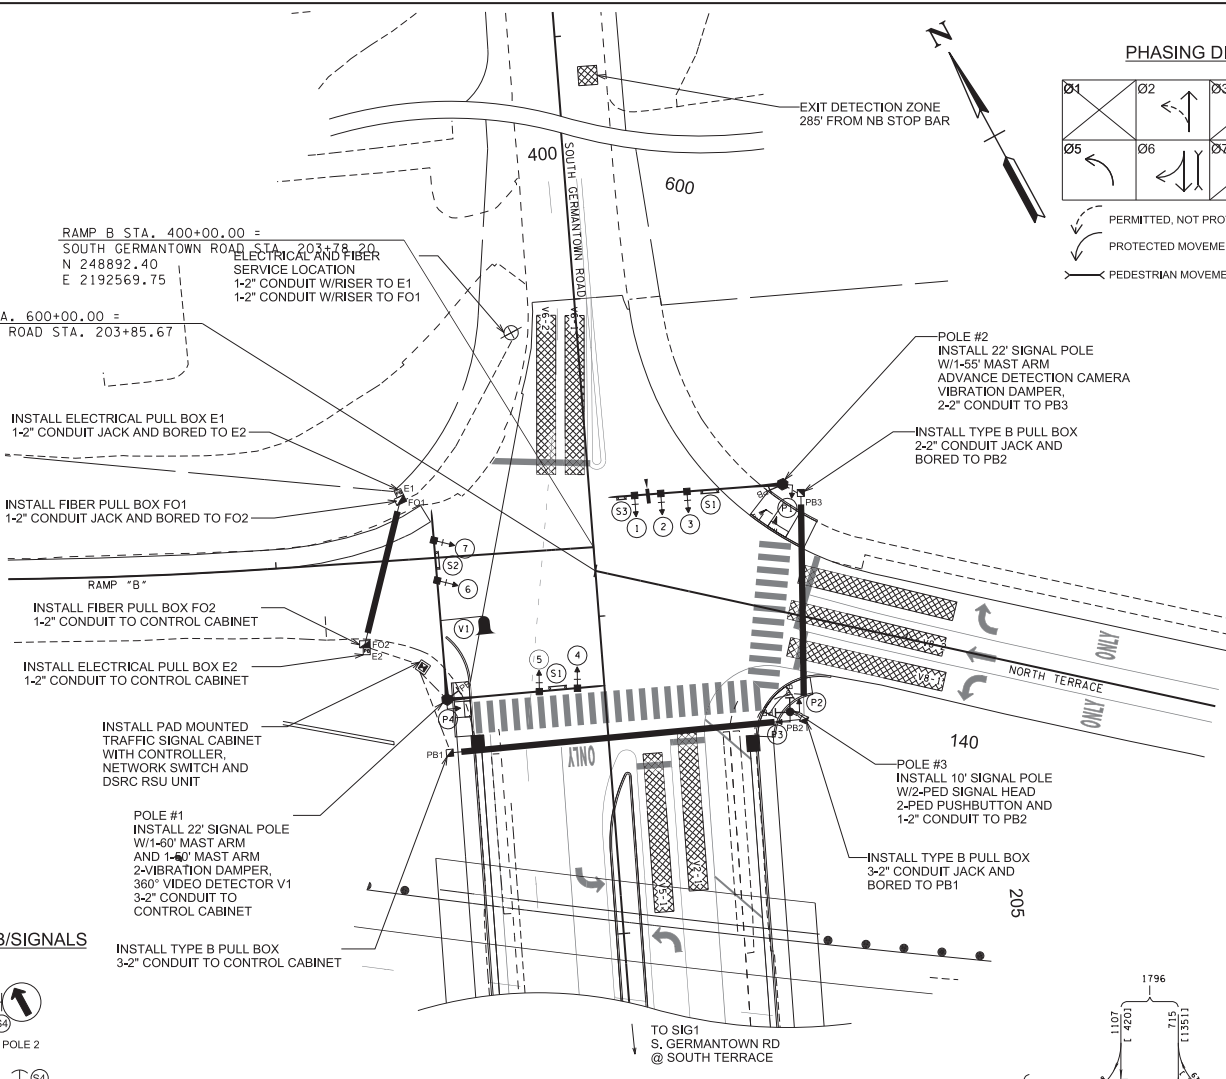 PHASING DI
Ø1
Ø2
Ø3
Ø5
Ø6
Ø7
PERMITTED, NOT PRO
PROTECTED MOVEME
PEDESTRIAN MOVEME
N
EXIT DETECTION ZONE
285' FROM NB STOP BAR
400
600
SOUTH GERMANTOWN ROAD
RAMP B STA. 400+00.00 =
SOUTH GERMANTOWN ROAD STA. 203+78.20
N 248892.40
E 2192569.75
ELECTRICAL AND FIBER
SERVICE LOCATION
1-2" CONDUIT W/RISER TO E1
1-2" CONDUIT W/RISER TO FO1
A. 600+00.00 =
ROAD STA. 203+85.67
V6-2
POLE #2
INSTALL 22' SIGNAL POLE
W/1-55' MAST ARM
ADVANCE DETECTION CAMERA
VIBRATION DAMPER,
2-2" CONDUIT TO PB3
INSTALL TYPE B PULL BOX
2-2" CONDUIT JACK AND
BORED TO PB2
INSTALL ELECTRICAL PULL BOX E1
1-2" CONDUIT JACK AND BORED TO E2
E1
FO1
INSTALL FIBER PULL BOX FO1
1-2" CONDUIT JACK AND BORED TO FO2
S3
1
2
3
S1
P1
PB3
7
S2
6
RAMP "B"
V1
INSTALL FIBER PULL BOX FO2
1-2" CONDUIT TO CONTROL CABINET
FO2
E2
INSTALL ELECTRICAL PULL BOX E2
1-2" CONDUIT TO CONTROL CABINET
5
S1
4
ONLY
NORTH TERRACE
ONLY
P4
P2
P3
PB2
PB1
INSTALL PAD MOUNTED
TRAFFIC SIGNAL CABINET
WITH CONTROLLER,
NETWORK SWITCH AND
DSRC RSU UNIT
ONLY
140
POLE #3
INSTALL 10' SIGNAL POLE
W/2-PED SIGNAL HEAD
2-PED PUSHBUTTON AND
1-2" CONDUIT TO PB2
POLE #1
INSTALL 22' SIGNAL POLE
W/1-60' MAST ARM
AND 1-50' MAST ARM
2-VIBRATION DAMPER,
360° VIDEO DETECTOR V1
3-2" CONDUIT TO
CONTROL CABINET
INSTALL TYPE B PULL BOX
3-2" CONDUIT JACK AND
BORED TO PB1
205
B/SIGNALS
INSTALL TYPE B PULL BOX
3-2" CONDUIT TO CONTROL CABINET
S4
POLE 2
S4
TO SIG1
S. GERMANTOWN RD
@ SOUTH TERRACE
1796
1107
[ 420]
715
[1351]